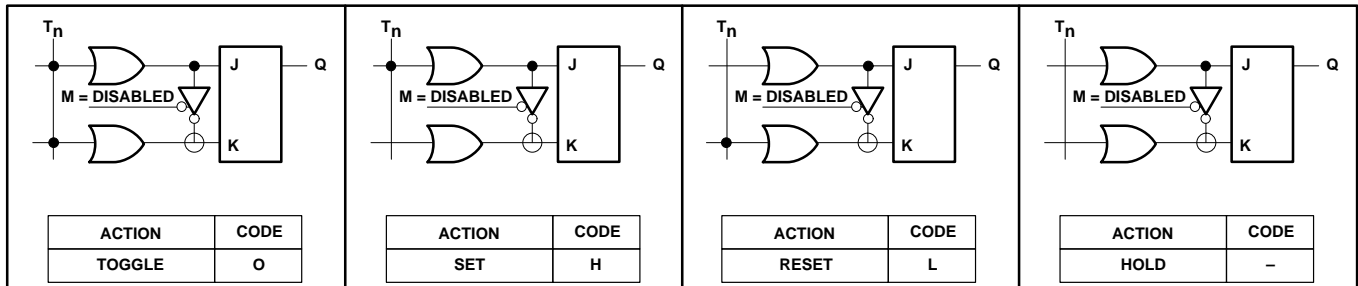 Tn
J
Q
M = DISABLED
K
ACTION CODE
TOGGLE O
Tn
J
Q
M = DISABLED
K
ACTION CODE
SET H
Tn
J
Q
M = DISABLED
K
ACTION CODE
RESET L
Tn
J
Q
M = DISABLED
K
ACTION CODE
HOLD –